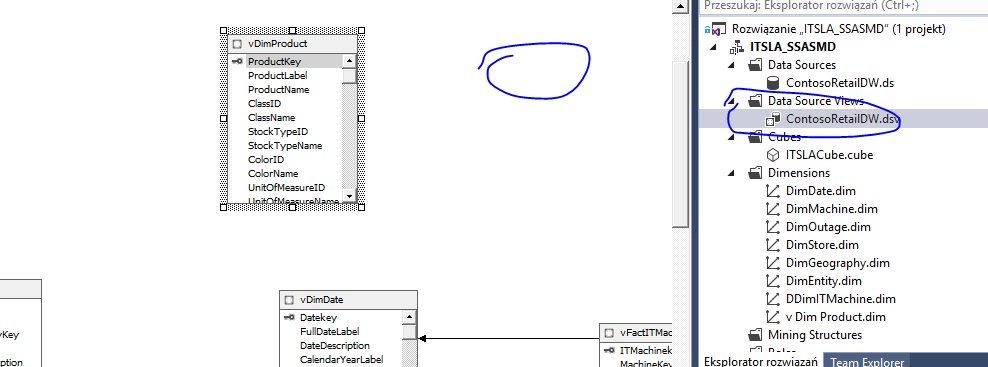 Przeszukaj: Eksplorator rozwiązań (Ctrl+;)
Rozwiązanie „ITSLA_SSASMD” (1 projekt)
ITSLA_SSASMD
Data Sources
ContosoRetailDW.ds
Data Source Views
ContosoRetailDW.dsv
Cubes
ITSLACube.cube
Dimensions
DimDate.dim
DimMachine.dim
DimOutage.dim
DimStore.dim
DimGeography.dim
DimEntity.dim
DDimITMachine.dim
v Dim Product.dim
Mining Structures
Eksplorator rozwiązań
Team Explorer
vDimProduct
ProductKey
ProductLabel
ProductName
ClassID
ClassName
StockTypeID
StockTypeName
ColorID
ColorName
UnitOfMeasureID
UnitOfMeasureName
vDimDate
Datekey
FullDateLabel
DateDescription
CalendarYearLabel
vFactITMac
ITMachinek
MachineKey